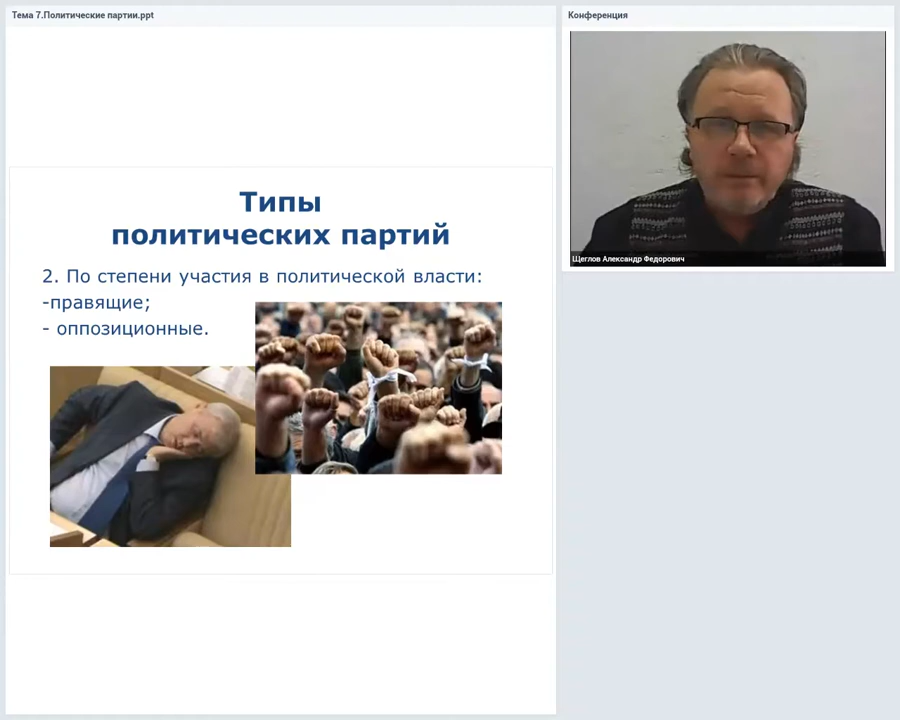 Тема 7.Политические партии.ppt
Конференция
Типы
политических партий
2. По степени участия в политической власти:
-правящие;
- оппозиционные.
Щеглов Александр Федорович